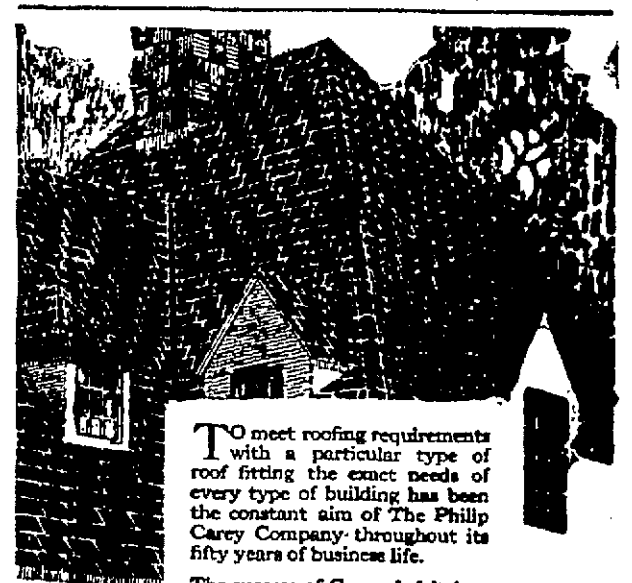 TO meet roofing requirements
with a particular type of
roof fitting the exact needs of
every type of building has been
the constant aim of The Philip
Carey Company throughout its
fifty years of business life.